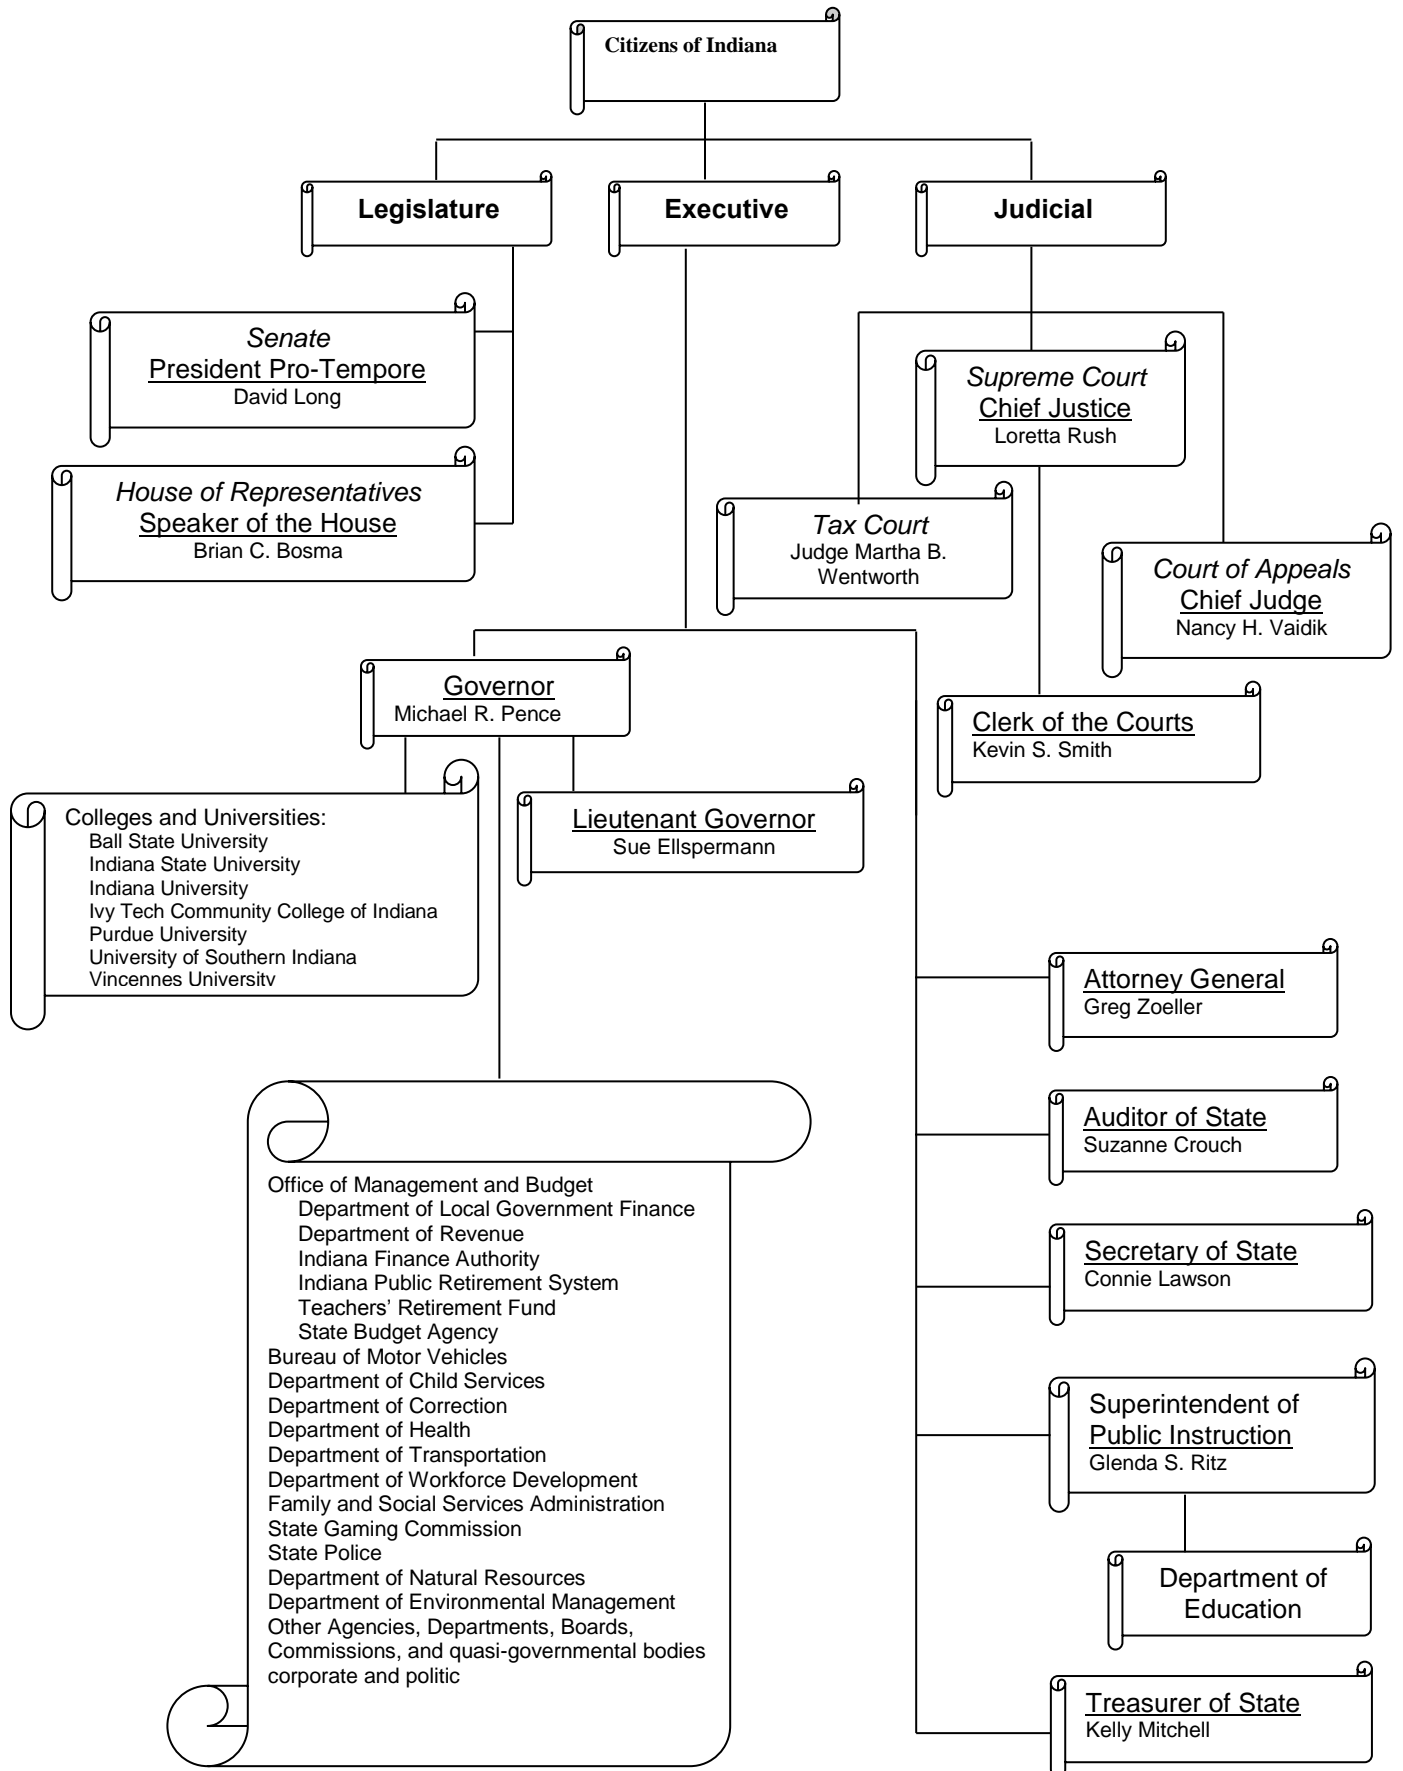 Citizens of Indiana
Legislature
Executive
Judicial
Senate
President Pro-Tempore
David Long
House of Representatives
Speaker of the House
Brian C. Bosma
Supreme Court
Chief Justice
Loretta Rush
Tax Court
Judge Martha B.
Wentworth
Court of Appeals
Chief Judge
Nancy H. Vaidik
Clerk of the Courts
Kevin S. Smith
Governor
Michael R. Pence
Colleges and Universities:
Ball State University
Indiana State University
Indiana University
Ivy Tech Community College of Indiana
Purdue University
University of Southern Indiana
Vincennes University
Lieutenant Governor
Sue Ellspermann
Office of Management and Budget
Department of Local Government Finance
Department of Revenue
Indiana Finance Authority
Indiana Public Retirement System
Teachers’ Retirement Fund
State Budget Agency
Bureau of Motor Vehicles
Department of Child Services
Department of Correction
Department of Health
Department of Transportation
Department of Workforce Development
Family and Social Services Administration
State Gaming Commission
State Police
Department of Natural Resources
Department of Environmental Management
Other Agencies, Departments, Boards,
Commissions, and quasi-governmental bodies
corporate and politic
Attorney General
Greg Zoeller
Auditor of State
Suzanne Crouch
Secretary of State
Connie Lawson
Superintendent of
Public Instruction
Glenda S. Ritz
Department of
Education
Treasurer of State
Kelly Mitchell